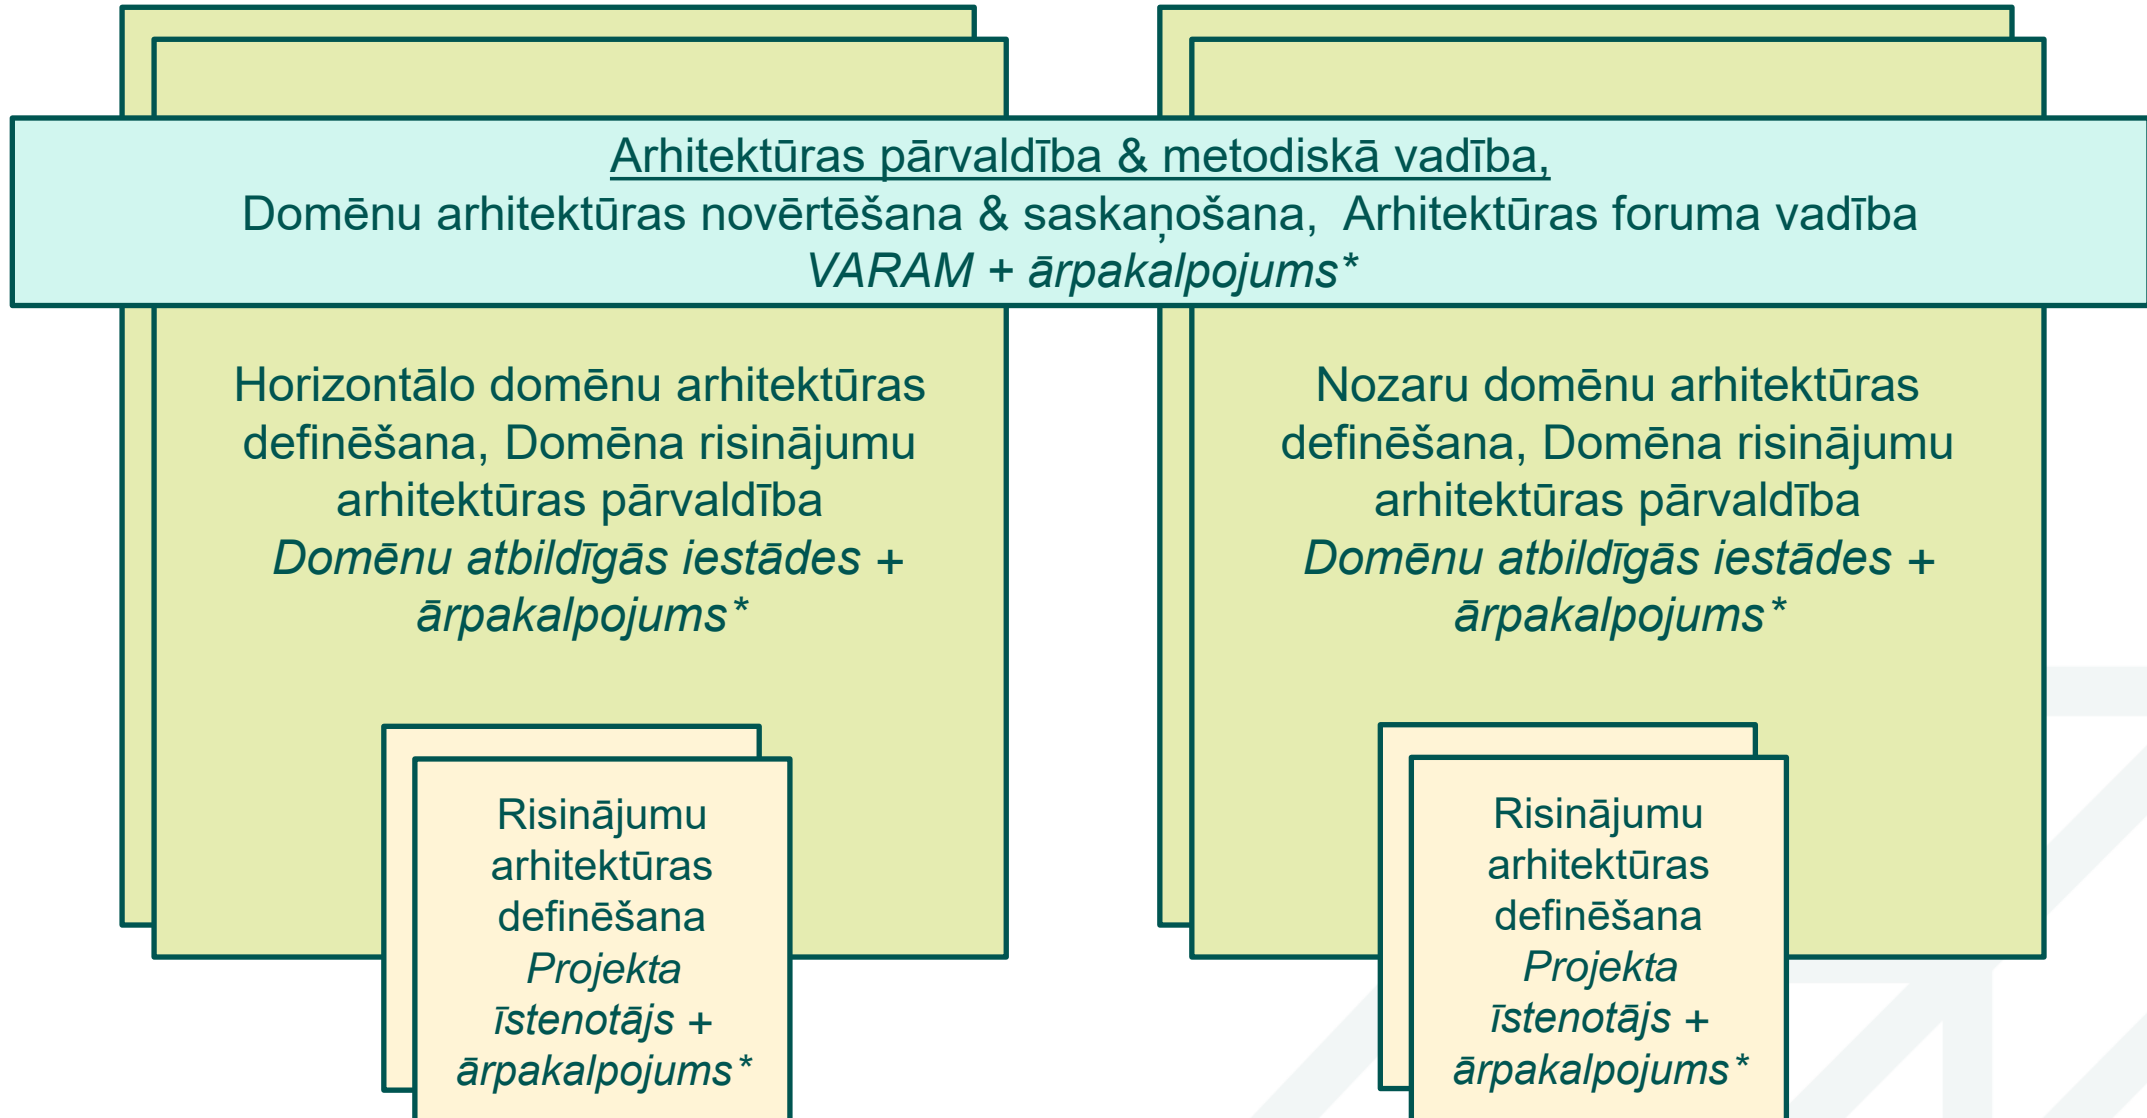 Arhitektūras pārvaldība & metodiskā vadība,
Domēnu arhitektūras novērtēšana & saskaņošana, Arhitektūras foruma vadība
VARAM + ārpakalpojums*
Horizontālo domēnu arhitektūras
definēšana, Domēna risinājumu
arhitektūras pārvaldība
Domēnu atbildīgās iestādes +
ārpakalpojums*
Risinājumu
arhitektūras
definēšana
Projekta
īstenotājs +
ārpakalpojums*
Nozaru domēnu arhitektūras
definēšana, Domēna risinājumu
arhitektūras pārvaldība
Domēnu atbildīgās iestādes +
ārpakalpojums*
Risinājumu
arhitektūras
definēšana
Projekta
īstenotājs +
ārpakalpojums*